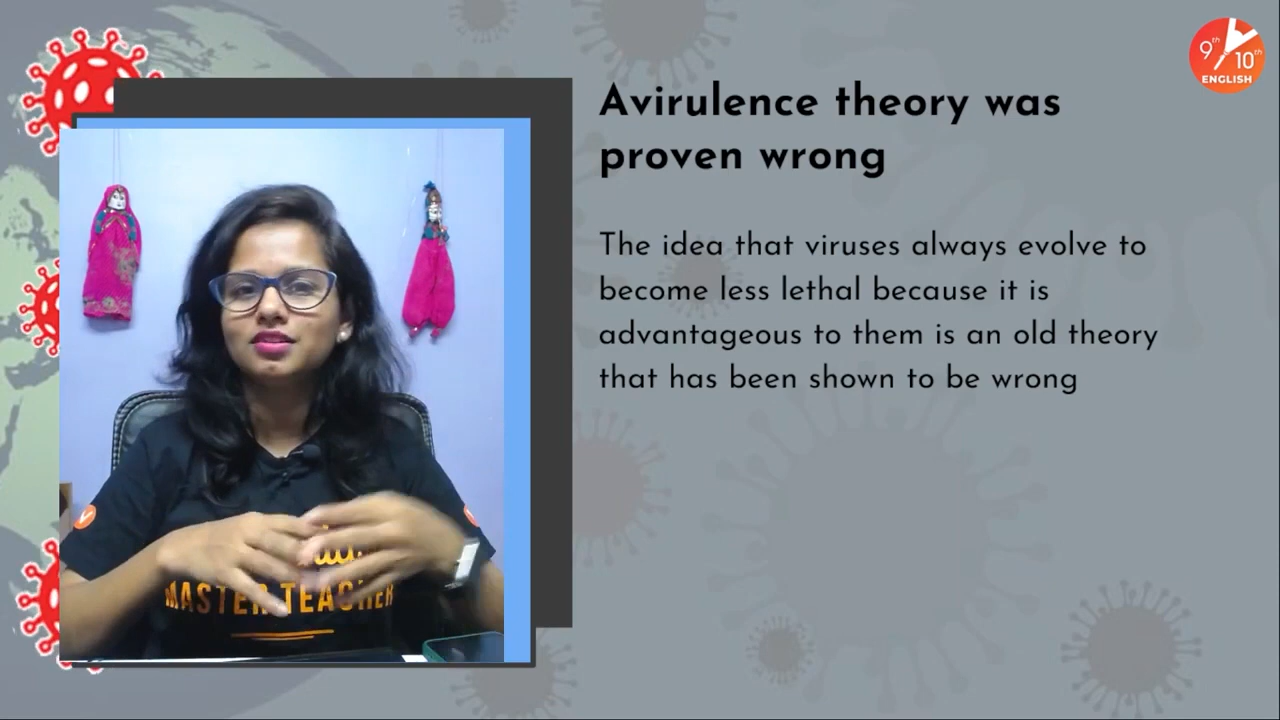 9th 10th
ENGLISH
Avirulence theory was
proven wrong
The idea that viruses always evolve to
become less lethal because it is
advantageous to them is an old theory
that has been shown to be wrong
MASTER TEACHER